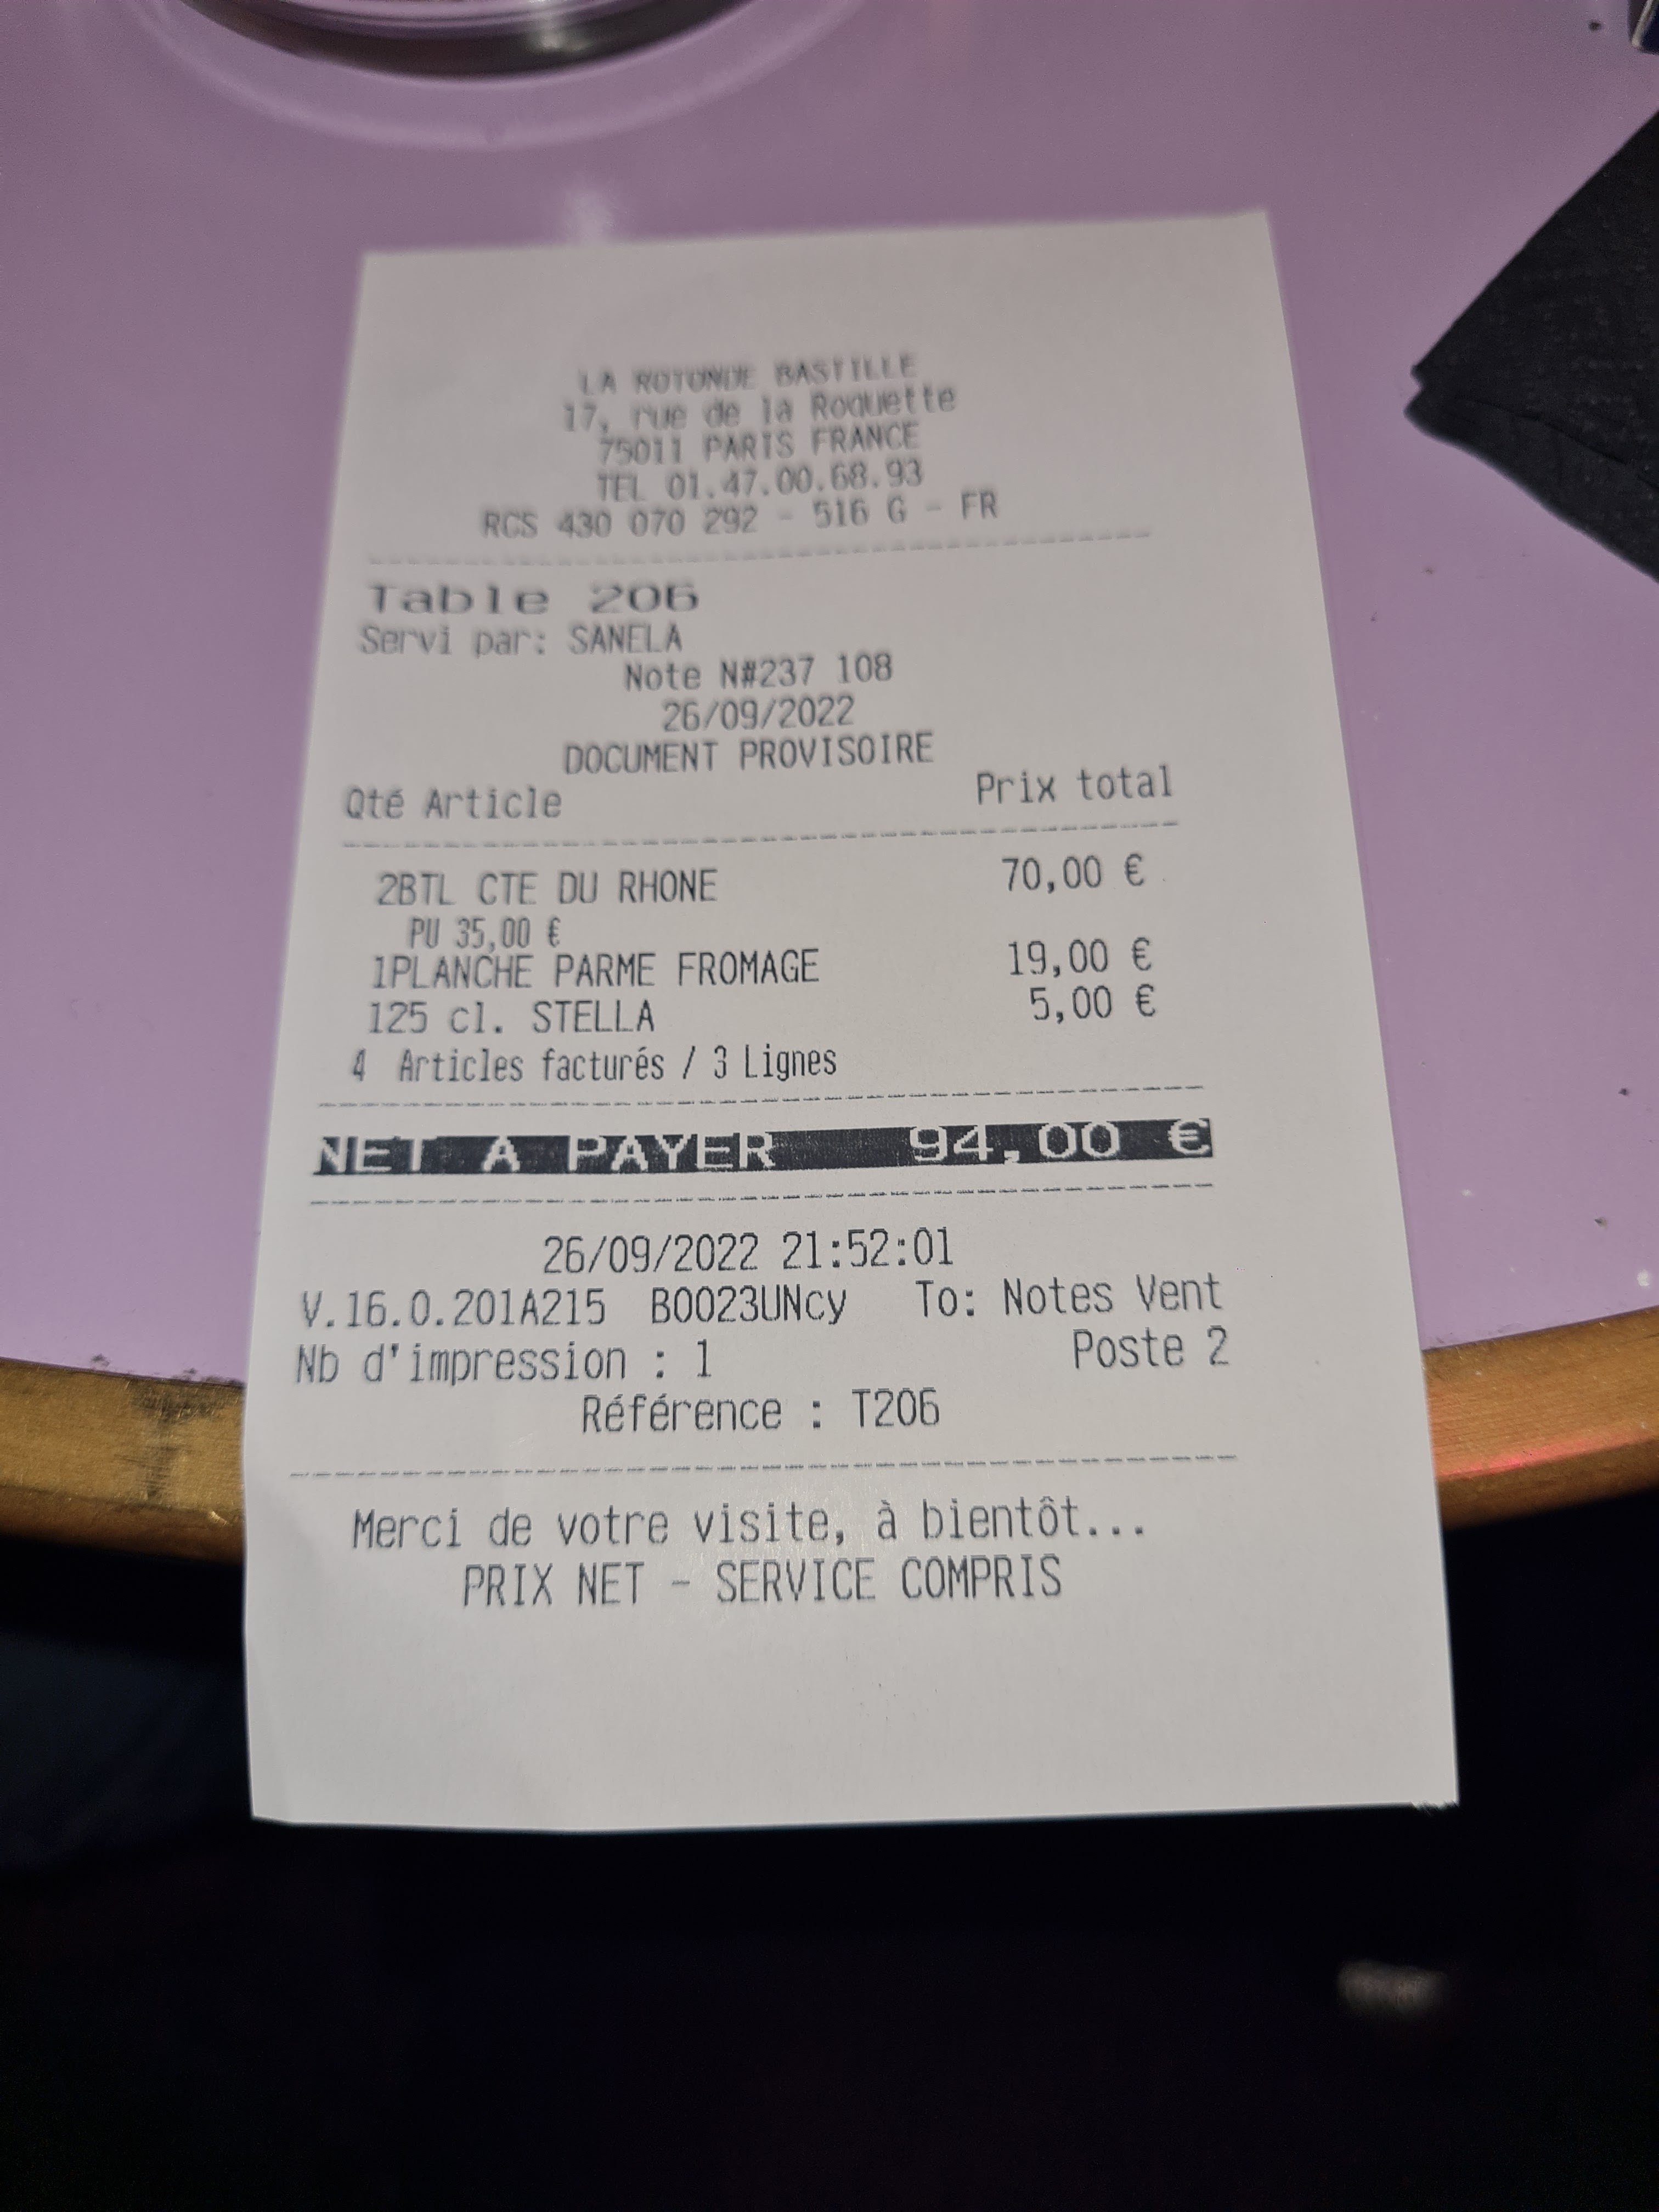 LA ROTONDE BASTILLE
17, rue de la Roquette
75011 PARIS FRANCE
TEL 01.47.00.68.93
RCS 430 070 292 - 516 G - FR
Table 206
Servi par: SANELA
Note N#237 108
26/09/2022
DOCUMENT PROVISOIRE
Qté Article Prix total
2BTL CTE DU RHONE 70,00 €
PU 35,00 €
1PLANCHE PARME FROMAGE 19,00 €
125 cl. STELLA 5,00 €
4 Articles facturés / 3 Lignes
NET A PAYER 94,00 €
26/09/2022 21:52:01
V.16.0.201A215 B0023UNcy To: Notes Vent
Nb d'impression : 1 Poste 2
Référence : T206
Merci de votre visite, à bientôt...
PRIX NET - SERVICE COMPRIS